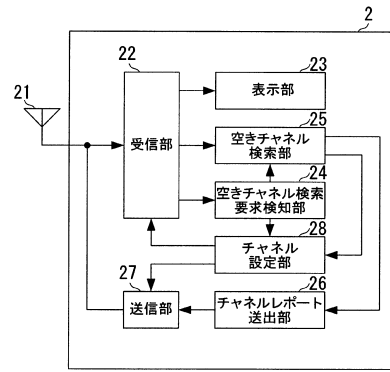 2
22
23
21
表示部
25
受信部
空きチャネル
検索部
24
空きチャネル検索
要求検知部
28
チャネル
設定部
27
26
送信部
チャネルレポート
送出部